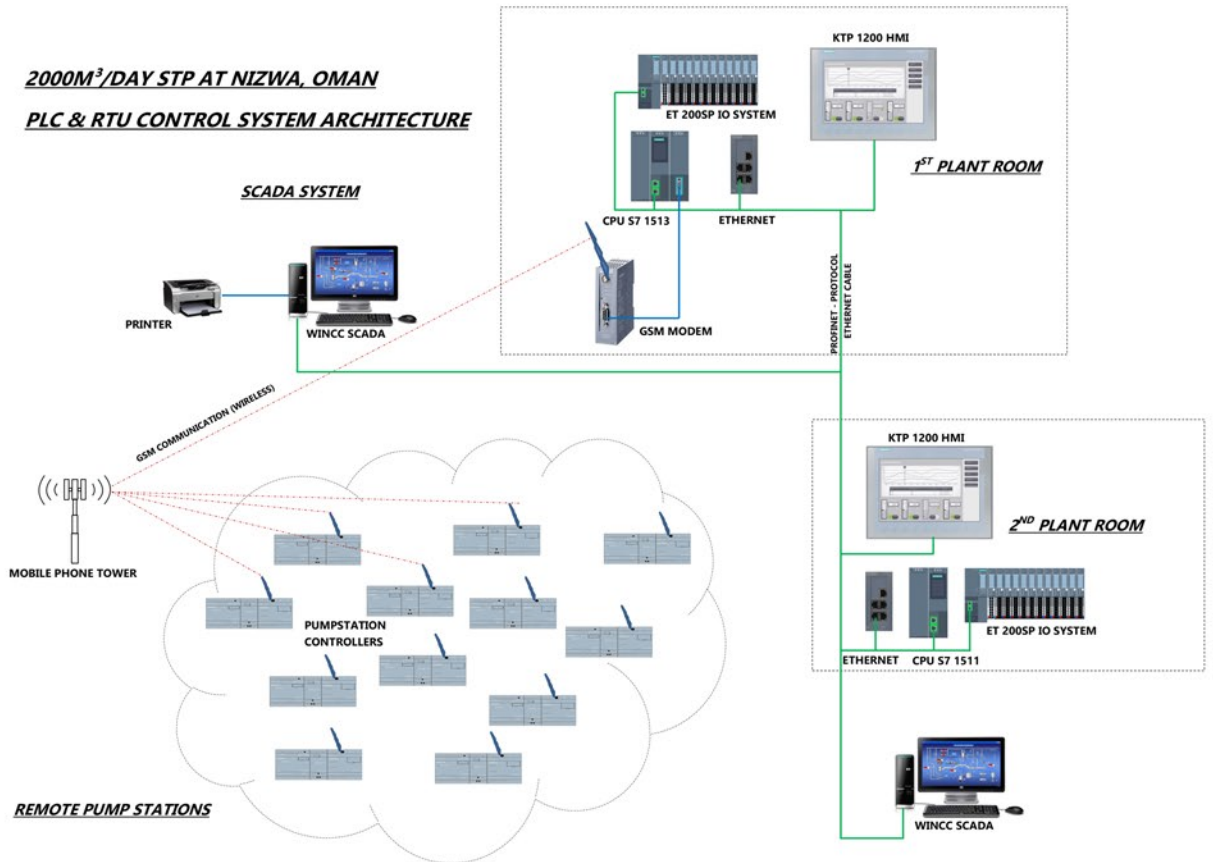 2000M³/DAY STP AT NIZWA, OMAN
PLC & RTU CONTROL SYSTEM ARCHITECTURE
SCADA SYSTEM
PRINTER
WINCC SCADA
KTP 1200 HMI
ET 200SP IO SYSTEM
1ST PLANT ROOM
CPU S7 1513
ETHERNET
GSM MODEM
PROFINET - PROTOCOL
ETHERNET CABLE
GSM COMMUNICATION (WIRELESS)
MOBILE PHONE TOWER
PUMPSTATION
CONTROLLERS
REMOTE PUMP STATIONS
KTP 1200 HMI
2ND PLANT ROOM
ET 200SP IO SYSTEM
ETHERNET
CPU S7 1511
WINCC SCADA